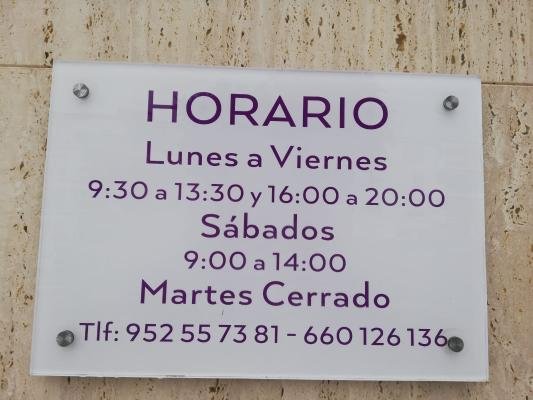 HORARIO
Lunes a Viernes
9:30 a 13:30 y 16:00 a 20:00
Sábados
9:00 a 14:00
Martes Cerrado
Tlf: 952 55 73 81 - 660 126 136